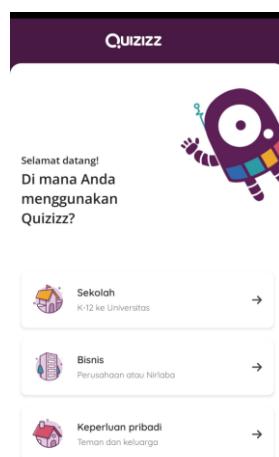 Quizizz
Selamat datang!
Di mana Anda
menggunakan
Quizizz?
Sekolah
K-12 ke Universitas
Bisnis
Perusahaan atau Nirlaba
Keperluan pribadi
Teman dan keluarga